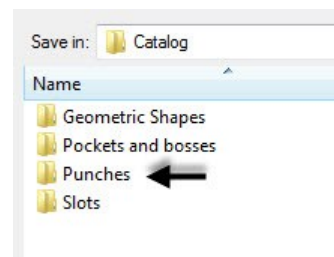 Save in: Catalog
Name
Geometric Shapes
Pockets and bosses
Punches
Slots